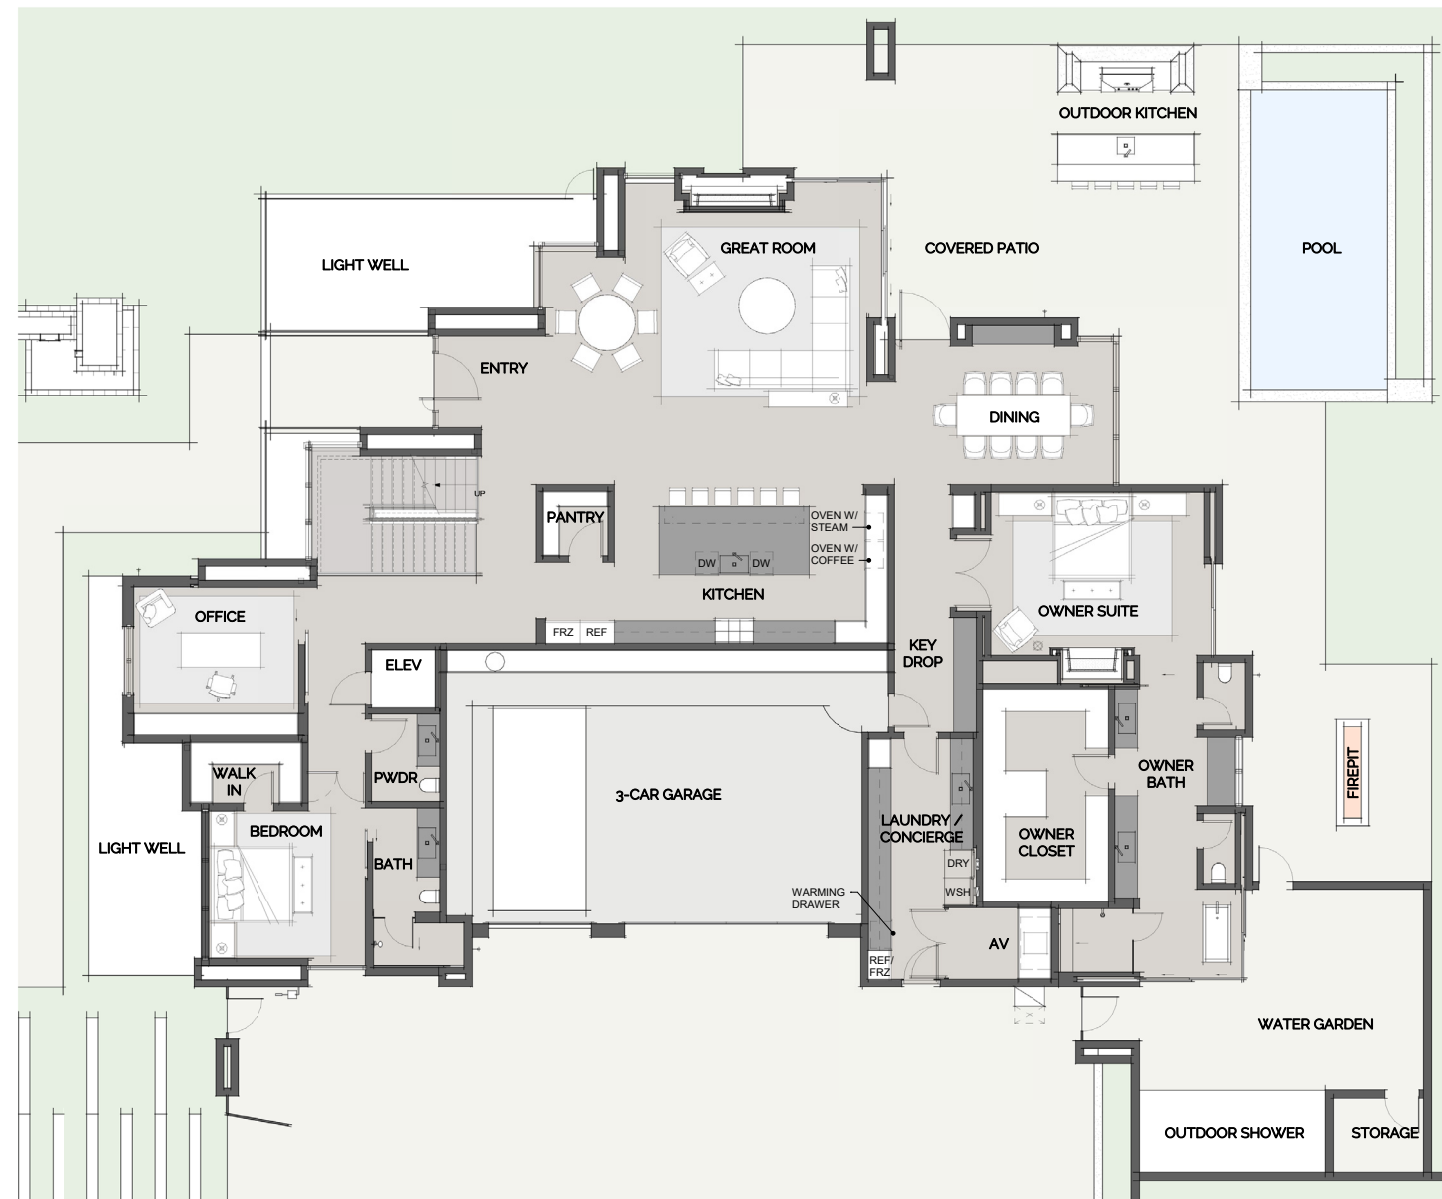 OUTDOOR KITCHEN
GREAT ROOM
COVERED PATIO
POOL
LIGHT WELL
ENTRY
DINING
UP
PANTRY
OVEN W/
STEAM
OVEN W/
COFFEE
DW
DW
KITCHEN
OWNER SUITE
OFFICE
FRZ
REF
KEY
DROP
ELEV
WALK
IN
PWDR
3-CAR GARAGE
OWNER
BATH
FIREPIT
BEDROOM
LIGHT WELL
BATH
LAUNDRY /
CONCIERGE
OWNER
CLOSET
DRY
WSH
WARMING
DRAWER
AV
REF/
FRZ
WATER GARDEN
OUTDOOR SHOWER
STORAGE